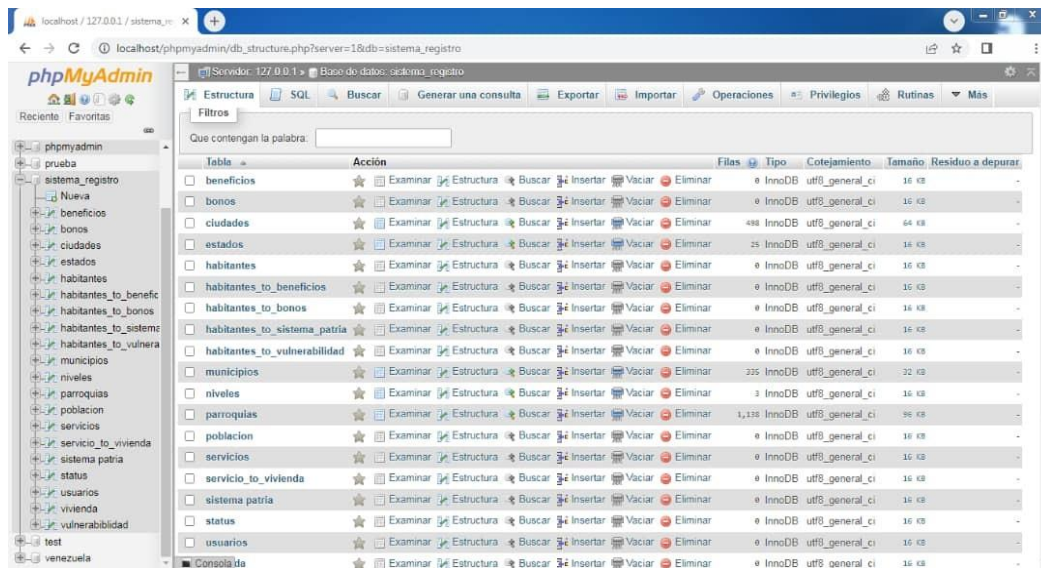 localhost / 127.0.0.1 / sistema_re
localhost/phpmyadmin/db_structure.php?server=1&db=sistema_registro
phpMyAdmin
Reciente Favoritas
phpmyadmin
prueba
sistema_registro
Nueva
beneficios
bonos
ciudades
estados
habitantes
habitantes_to_benefic
habitantes_to_bonos
habitantes_to_sistema
habitantes_to_vulnera
municipios
niveles
parroquias
poblacion
servicios
servicio_to_vivienda
sistema patria
status
usuarios
vivienda
vulnerabiblidad
test
venezuela
Servidor: 127.0.0.1 » Base de datos: sistema_registro
Estructura SQL Buscar Generar una consulta Exportar Importar Operaciones Privilegios Rutinas Más
Filtros
Que contengan la palabra:
Tabla Acción Filas Tipo Cotejamiento Tamaño Residuo a depurar
beneficios Examinar Estructura Buscar Insertar Vaciar Eliminar 0 InnoDB utf8_general_ci 16 KB -
bonos Examinar Estructura Buscar Insertar Vaciar Eliminar 0 InnoDB utf8_general_ci 16 KB -
ciudades Examinar Estructura Buscar Insertar Vaciar Eliminar 498 InnoDB utf8_general_ci 64 KB -
estados Examinar Estructura Buscar Insertar Vaciar Eliminar 25 InnoDB utf8_general_ci 16 KB -
habitantes Examinar Estructura Buscar Insertar Vaciar Eliminar 0 InnoDB utf8_general_ci 16 KB -
habitantes_to_beneficios Examinar Estructura Buscar Insertar Vaciar Eliminar 0 InnoDB utf8_general_ci 16 KB -
habitantes_to_bonos Examinar Estructura Buscar Insertar Vaciar Eliminar 0 InnoDB utf8_general_ci 16 KB -
habitantes_to_sistema_patria Examinar Estructura Buscar Insertar Vaciar Eliminar 0 InnoDB utf8_general_ci 16 KB -
habitantes_to_vulnerabilidad Examinar Estructura Buscar Insertar Vaciar Eliminar 0 InnoDB utf8_general_ci 16 KB -
municipios Examinar Estructura Buscar Insertar Vaciar Eliminar 335 InnoDB utf8_general_ci 32 KB -
niveles Examinar Estructura Buscar Insertar Vaciar Eliminar 3 InnoDB utf8_general_ci 16 KB -
parroquias Examinar Estructura Buscar Insertar Vaciar Eliminar 1,138 InnoDB utf8_general_ci 96 KB -
poblacion Examinar Estructura Buscar Insertar Vaciar Eliminar 0 InnoDB utf8_general_ci 16 KB -
servicios Examinar Estructura Buscar Insertar Vaciar Eliminar 0 InnoDB utf8_general_ci 16 KB -
servicio_to_vivienda Examinar Estructura Buscar Insertar Vaciar Eliminar 0 InnoDB utf8_general_ci 16 KB -
sistema patria Examinar Estructura Buscar Insertar Vaciar Eliminar 0 InnoDB utf8_general_ci 16 KB -
status Examinar Estructura Buscar Insertar Vaciar Eliminar 0 InnoDB utf8_general_ci 16 KB -
usuarios Examinar Estructura Buscar Insertar Vaciar Eliminar 0 InnoDB utf8_general_ci 16 KB -
Consola da Examinar Estructura Buscar Insertar Vaciar Eliminar 0 InnoDB utf8_general_ci 16 KB -